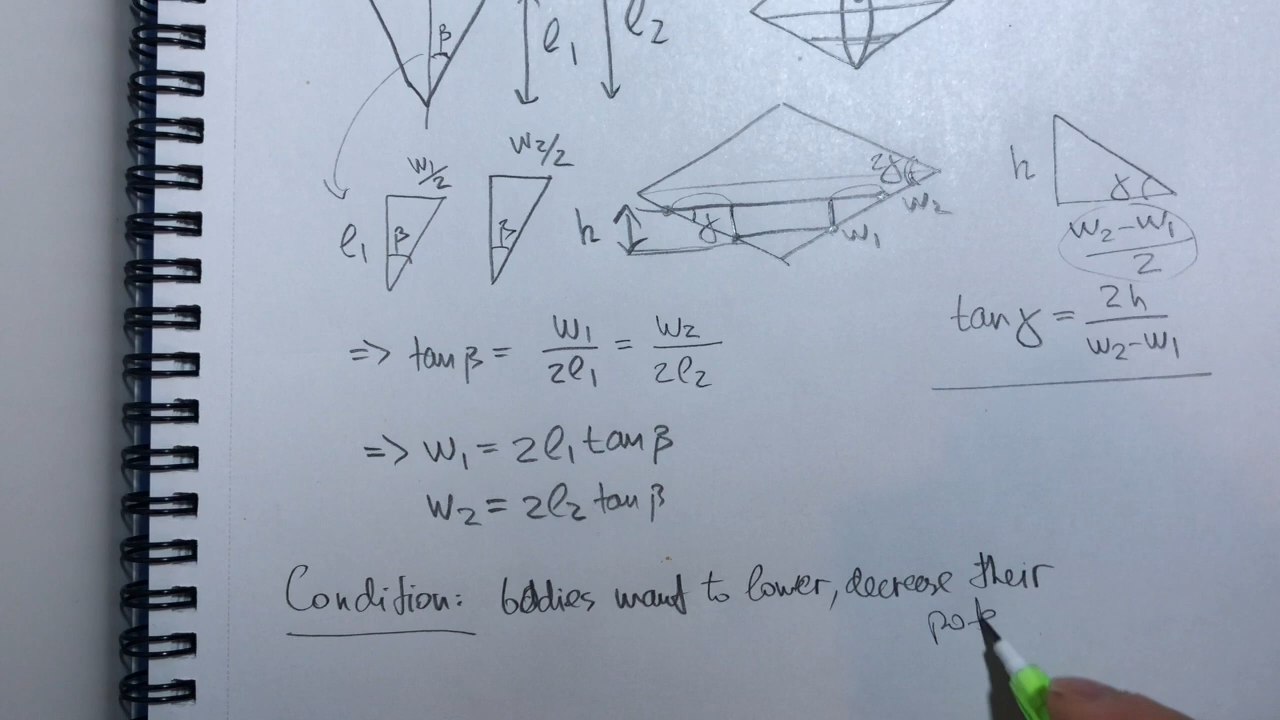 β
ℓ₁
ℓ₂
w₁/2
w₂/2
ℓ₁
β
β
h
γ
2γ
w₂
w₁
h
γ
w₂-w₁
2
tan γ = 2h / w₂-w₁
=> tan β = w₁ / 2ℓ₁ = w₂ / 2ℓ₂
=> w₁ = 2ℓ₁ tan β
w₂ = 2ℓ₂ tan β
Condition: bodies want to lower, decrease their
pote